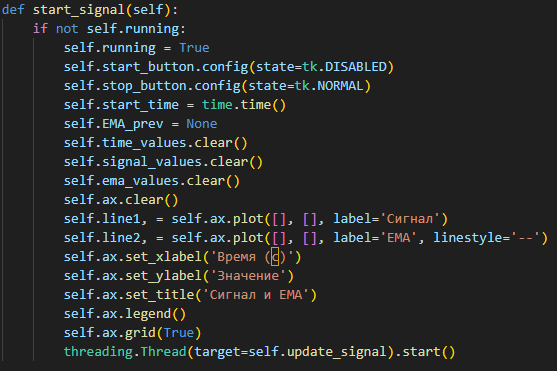 def start_signal(self):
    if not self.running:
        self.running = True
        self.start_button.config(state=tk.DISABLED)
        self.stop_button.config(state=tk.NORMAL)
        self.start_time = time.time()
        self.EMA_prev = None
        self.time_values.clear()
        self.signal_values.clear()
        self.ema_values.clear()
        self.ax.clear()
        self.line1, = self.ax.plot([], [], label='Сигнал')
        self.line2, = self.ax.plot([], [], label='EMA', linestyle='--')
        self.ax.set_xlabel('Время (с)')
        self.ax.set_ylabel('Значение')
        self.ax.set_title('Сигнал и EMA')
        self.ax.legend()
        self.ax.grid(True)
        threading.Thread(target=self.update_signal).start()